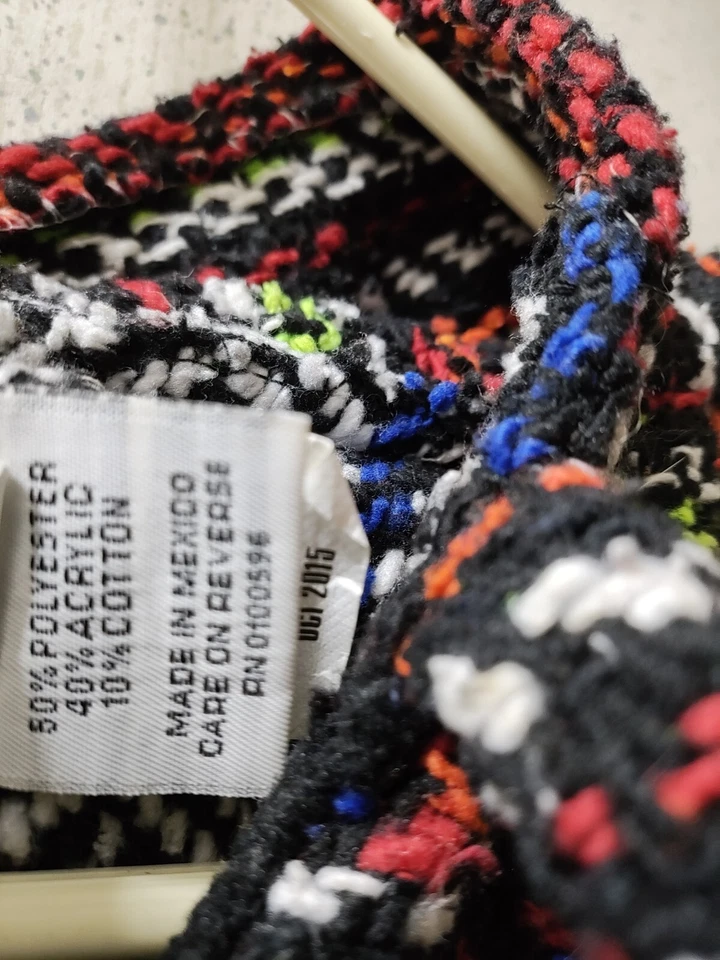 50% POLYESTER
40% ACRYLIC
10% COTTON
MADE IN MEXICO
CARE ON REVERSE
RN 0100596
OCT 2015